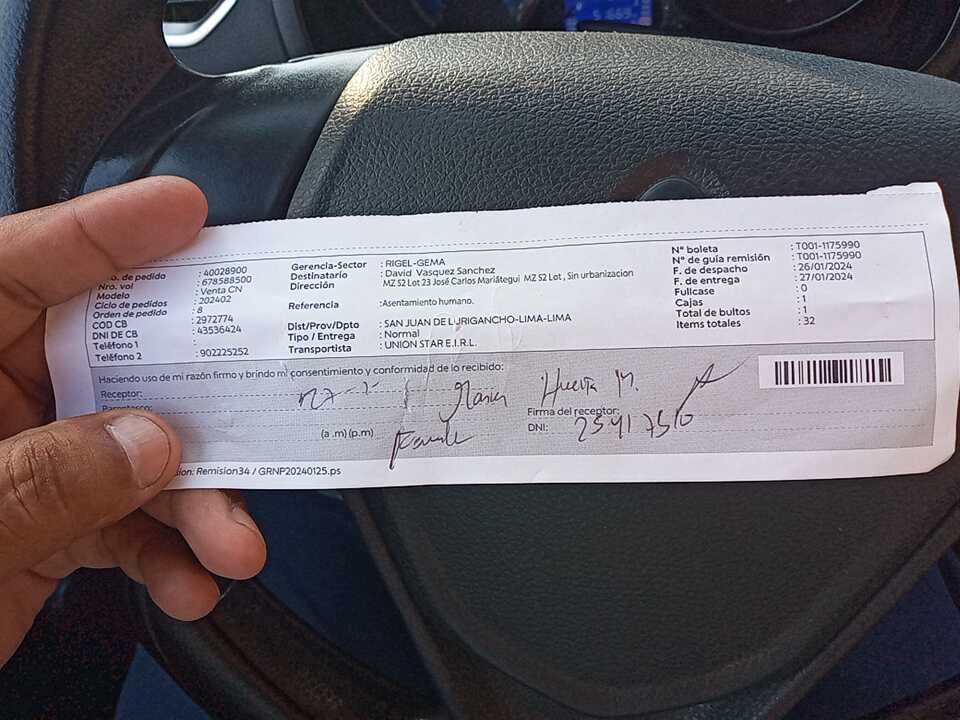 o. de pedido : 40028900
Nro. vol : 678588500
Modelo : Venta CN
Ciclo de pedidos : 202402
Orden de pedido : 8
COD CB : 2972774
DNI DE CB : 43536424
Teléfono 1 :
Teléfono 2 : 902225252
Gerencia-Sector : RIGEL-GEMA
Destinatario : David Vasquez Sanchez
Dirección MZ S2 Lot 23 José Carlos Mariátegui MZ S2 Lot , Sin urbanizacion
Referencia :Asentamiento humano.
Dist/Prov/Dpto : SAN JUAN DE LURIGANCHO-LIMA-LIMA
Tipo / Entrega : Normal
Transportista : UNION STAR E.I.R.L.
N° boleta : T001-1175990
N° de guía remisión : T001-1175990
F. de despacho : 26/01/2024
F. de entrega : 27/01/2024
Fullcase : 0
Cajas : 1
Total de bultos : 1
Items totales : 32
Haciendo uso de mi razón firmo y brindo mi consentimiento y conformidad de lo recibido:
Receptor: Huerta M.
Parentesco:
Firma del receptor:
(a .m) (p.m) DNI: 25417510
ion: Remision34 / GRNP20240125.ps